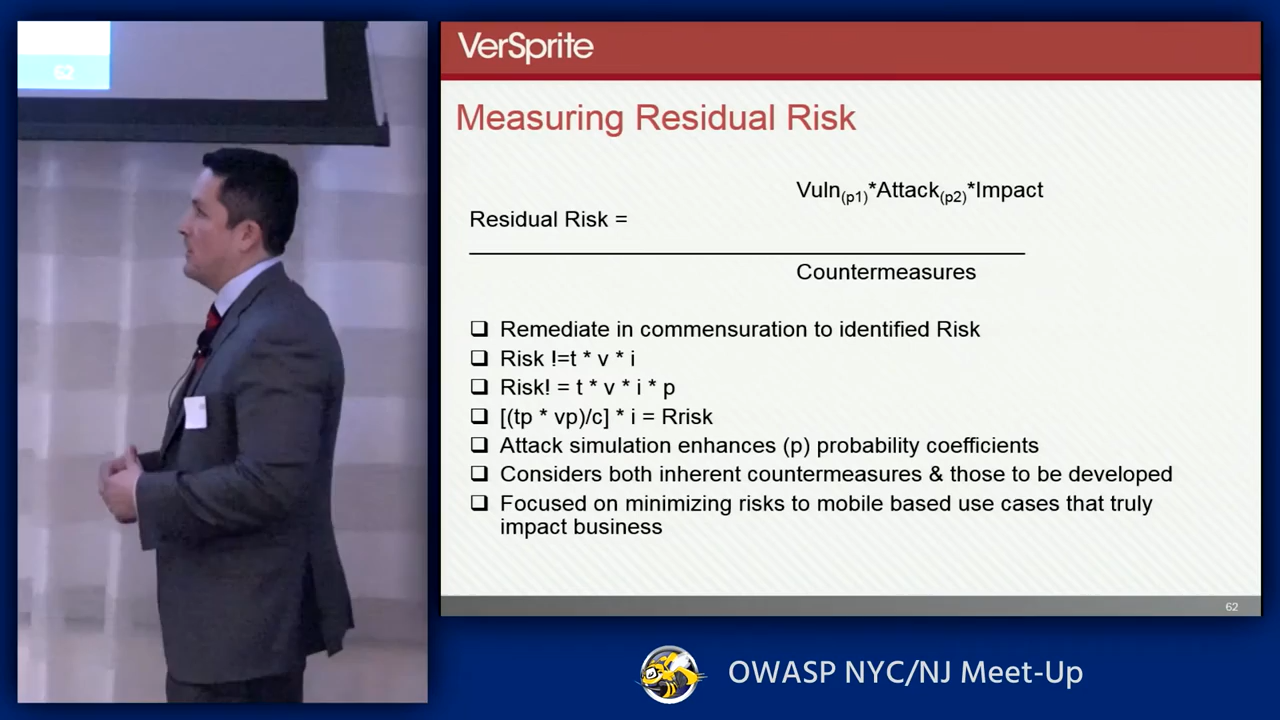 62
VerSprite
Measuring Residual Risk
Vuln(p1)*Attack(p2)*Impact
Residual Risk =
Countermeasures
❑ Remediate in commensuration to identified Risk
❑ Risk !=t * v * i
❑ Risk! = t * v * i * p
❑ [(tp * vp)/c] * i = Rrisk
❑ Attack simulation enhances (p) probability coefficients
❑ Considers both inherent countermeasures & those to be developed
❑ Focused on minimizing risks to mobile based use cases that truly
impact business
62
OWASP NYC/NJ Meet-Up